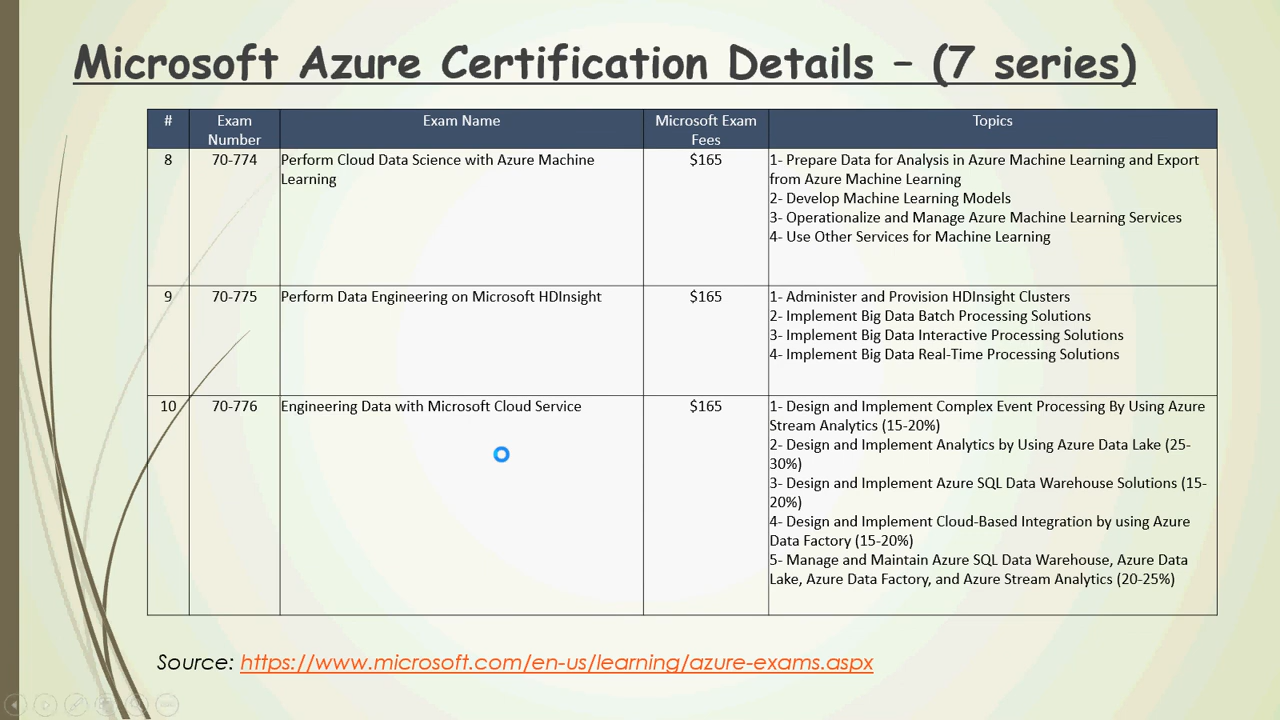 Microsoft Azure Certification Details – (7 series)
# Exam Number Exam Name Microsoft Exam Fees Topics
8 70-774 Perform Cloud Data Science with Azure Machine Learning $165
1- Prepare Data for Analysis in Azure Machine Learning and Export
from Azure Machine Learning
2- Develop Machine Learning Models
3- Operationalize and Manage Azure Machine Learning Services
4- Use Other Services for Machine Learning
9 70-775 Perform Data Engineering on Microsoft HDInsight $165
1- Administer and Provision HDInsight Clusters
2- Implement Big Data Batch Processing Solutions
3- Implement Big Data Interactive Processing Solutions
4- Implement Big Data Real-Time Processing Solutions
10 70-776 Engineering Data with Microsoft Cloud Service $165
1- Design and Implement Complex Event Processing By Using Azure
Stream Analytics (15-20%)
2- Design and Implement Analytics by Using Azure Data Lake (25-
30%)
3- Design and Implement Azure SQL Data Warehouse Solutions (15-
20%)
4- Design and Implement Cloud-Based Integration by using Azure
Data Factory (15-20%)
5- Manage and Maintain Azure SQL Data Warehouse, Azure Data
Lake, Azure Data Factory, and Azure Stream Analytics (20-25%)
Source: https://www.microsoft.com/en-us/learning/azure-exams.aspx